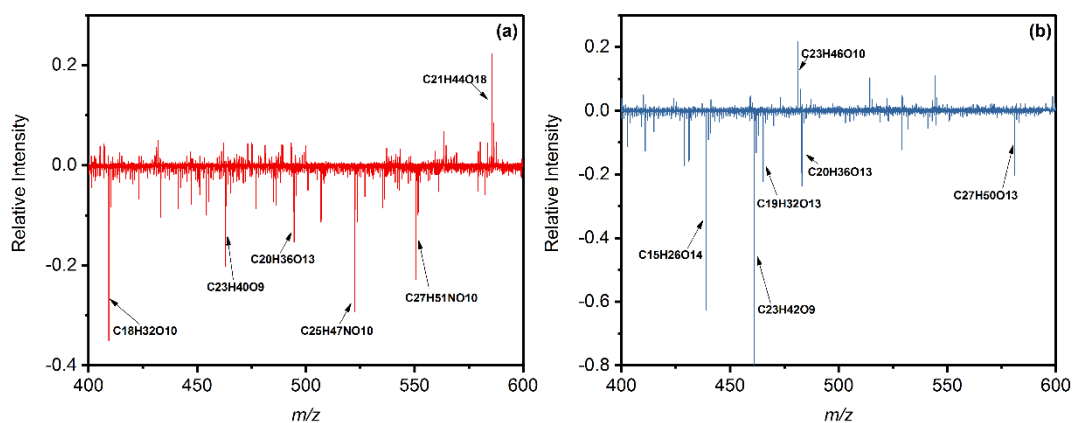 (a)
0.2
0.0
-0.2
-0.4
Relative Intensity
C21H44O18
C20H36O13
C23H40O9
C27H51NO10
C18H32O10
C25H47NO10
400
450
500
550
600
m/z
(b)
0.2
0.0
-0.2
-0.4
-0.6
-0.8
Relative Intensity
C23H46O10
C20H36O13
C27H50O13
C19H32O13
C15H26O14
C23H42O9
400
450
500
550
600
m/z